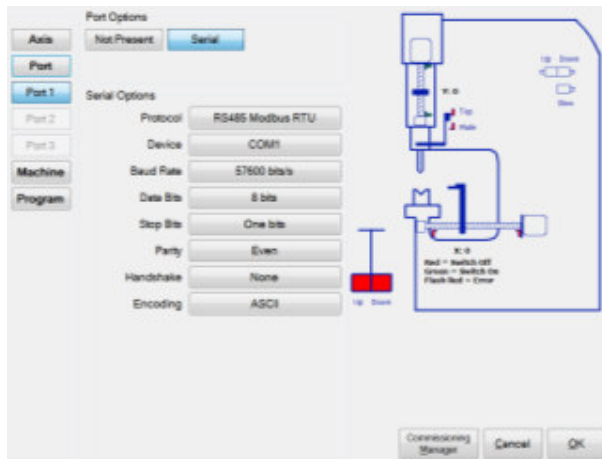 Port Options
Axis
Not Present
Serial
Port
Port 1
Serial Options
Port 2
Protocol
RS485 Modbus RTU
Port 3
Device
COM1
Machine
Baud Rate
57600 bits/s
Program
Data Bits
8 bits
Stop Bits
One bits
Parity
Even
Handshake
None
Encoding
ASCII
Up Down
Slow
Y: 0
Top
X: 0
Red = Switch Off
Green = Switch On
Flash Red = Error
Up Down
Commissioning
Manager
Cancel
OK